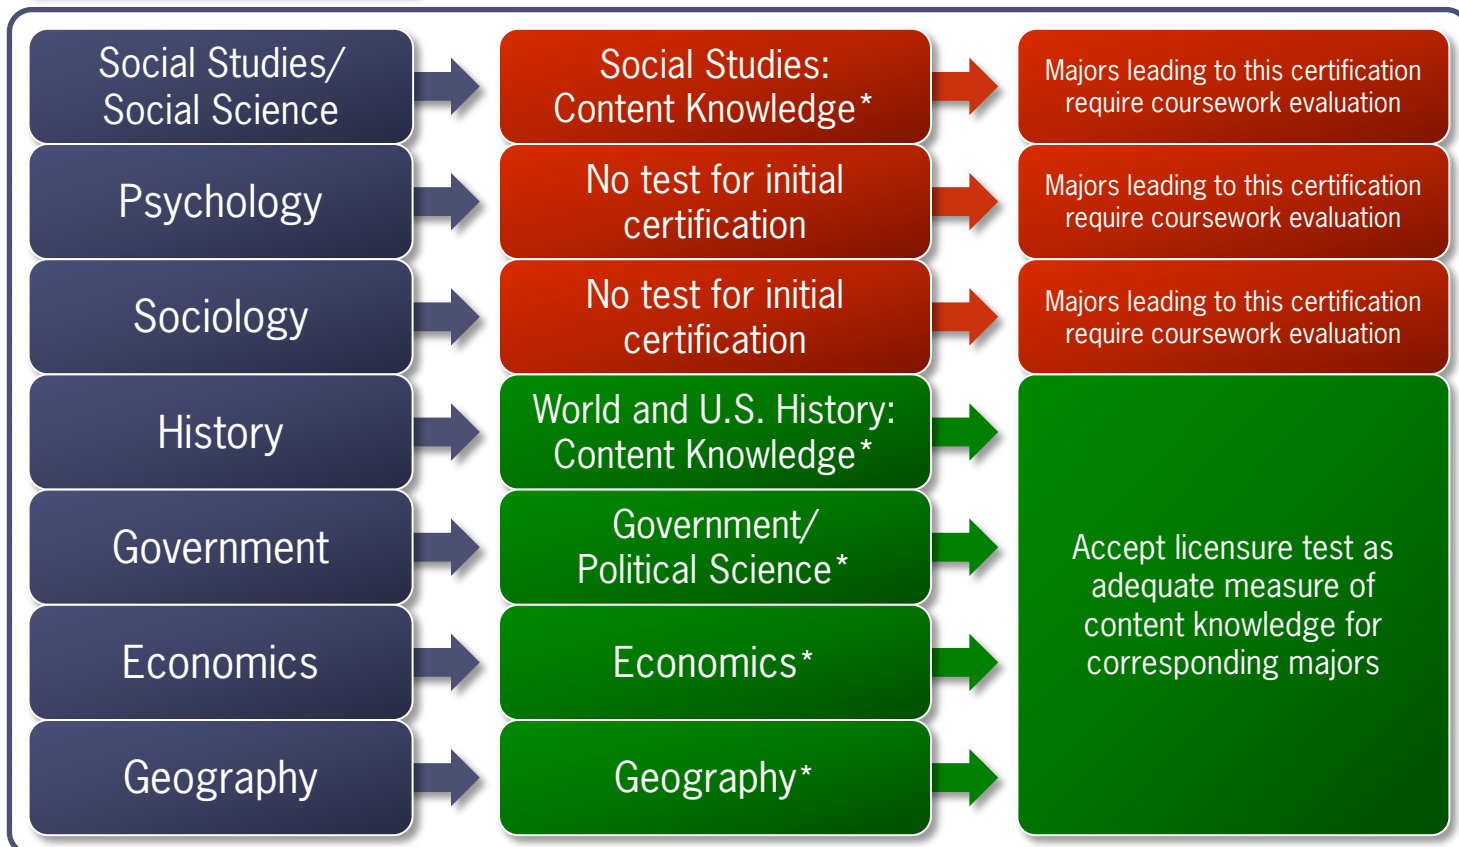 Social Studies/
Social Science
Social Studies:
Content Knowledge*
Majors leading to this certification
require coursework evaluation
Psychology
No test for initial
certification
Majors leading to this certification
require coursework evaluation
Sociology
No test for initial
certification
Majors leading to this certification
require coursework evaluation
History
World and U.S. History:
Content Knowledge*
Government
Government/
Political Science*
Economics
Economics*
Geography
Geography*
Accept licensure test as
adequate measure of
content knowledge for
corresponding majors